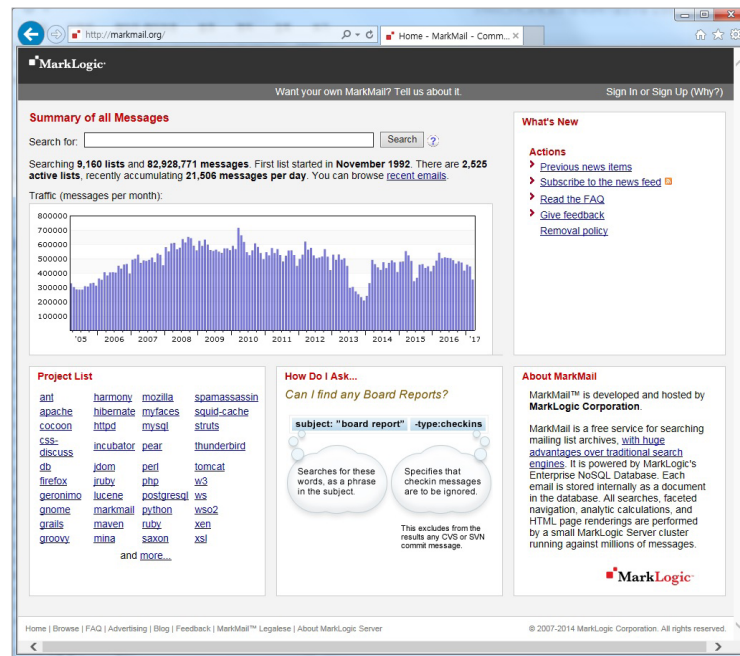 http://markmail.org/
Home - MarkMail - Comm...
MarkLogic
Want your own MarkMail? Tell us about it.
Sign In or Sign Up (Why?)
Summary of all Messages
Search for:
Search
?
Searching 9,160 lists and 82,928,771 messages. First list started in November 1992. There are 2,525
active lists, recently accumulating 21,506 messages per day. You can browse recent emails.
Traffic (messages per month):
800000
700000
600000
500000
400000
300000
200000
100000
'05 2006 2007 2008 2009 2010 2011 2012 2013 2014 2015 2016 '17
What's New
Actions
Previous news items
Subscribe to the news feed
Read the FAQ
Give feedback
Removal policy
Project List
ant harmony mozilla spamassassin
apache hibernate myfaces squid-cache
cocoon httpd mysql struts
css-
discuss incubator pear thunderbird
db jdom perl tomcat
firefox jruby php w3
geronimo lucene postgresql ws
gnome markmail python wso2
grails maven ruby xen
groovy mina saxon xsl
and more...
How Do I Ask...
Can I find any Board Reports?
subject: "board report" -type:checkins
Searches for these
words, as a phrase
in the subject.
Specifies that
checkin messages
are to be ignored.
This excludes from the
results any CVS or SVN
commit message.
About MarkMail
MarkMail™ is developed and hosted by
MarkLogic Corporation.
MarkMail is a free service for searching
mailing list archives, with huge
advantages over traditional search
engines. It is powered by MarkLogic's
Enterprise NoSQL Database. Each
email is stored internally as a document
in the database. All searches, faceted
navigation, analytic calculations, and
HTML page renderings are performed
by a small MarkLogic Server cluster
running against millions of messages.
MarkLogic
Home | Browse | FAQ | Advertising | Blog | Feedback | MarkMail™ Legalese | About MarkLogic Server
© 2007-2014 MarkLogic Corporation. All rights reserved.